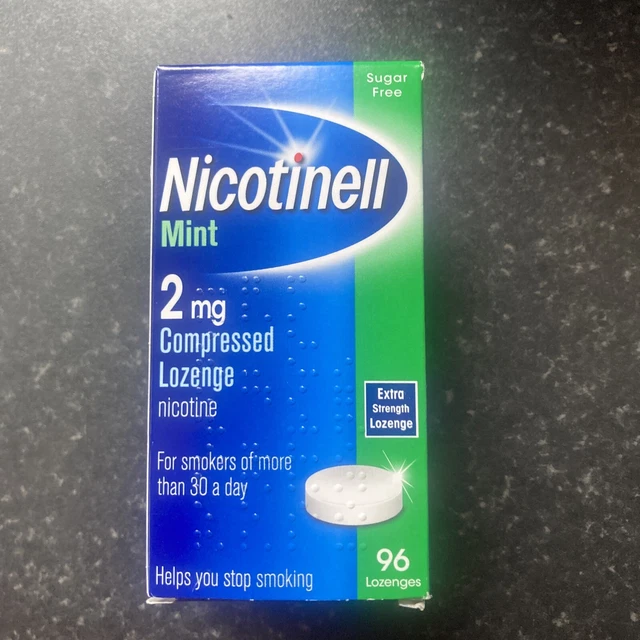 Sugar
Free
Nicotinell
Mint
2 mg
Compressed
Lozenge
nicotine
Extra
Strength
Lozenge
For smokers of more
than 30 a day
96
Lozenges
Helps you stop smoking